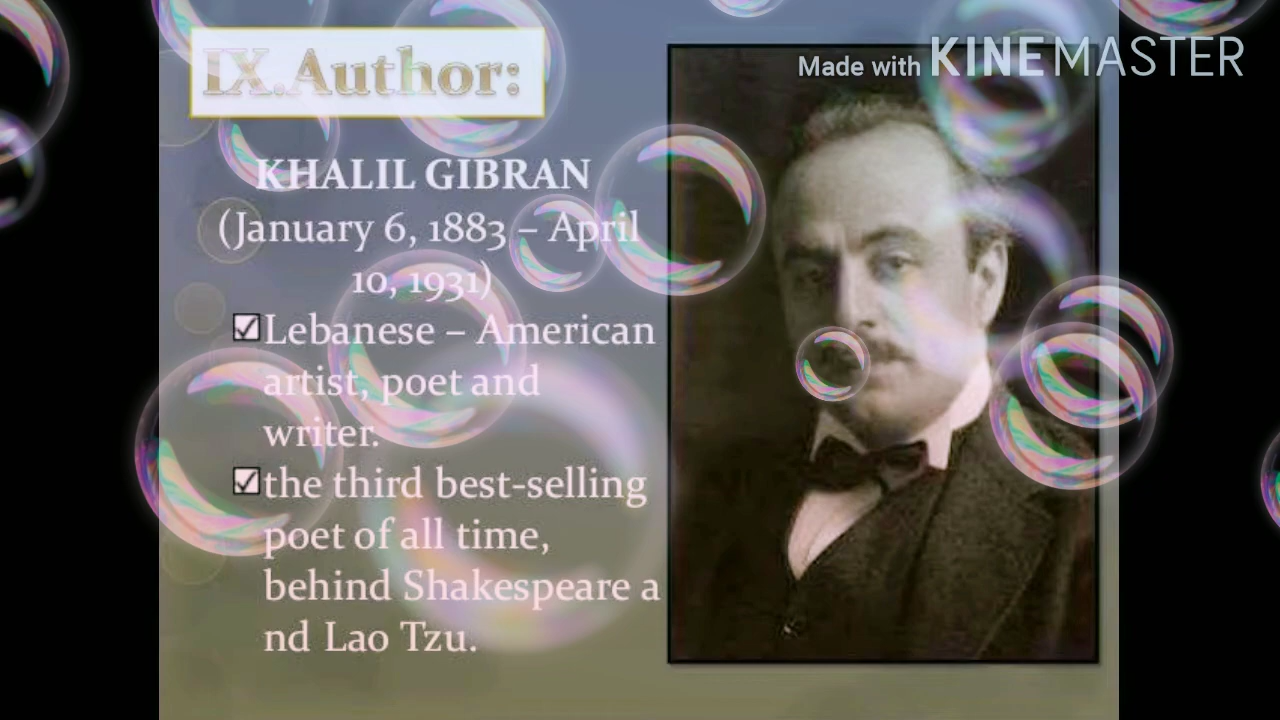 IX.Author:
Made with KINEMASTER
KHALIL GIBRAN
(January 6, 1883 – April
10, 1931)
Lebanese – American
artist, poet and
writer.
the third best-selling
poet of all time,
behind Shakespeare a
nd Lao Tzu.